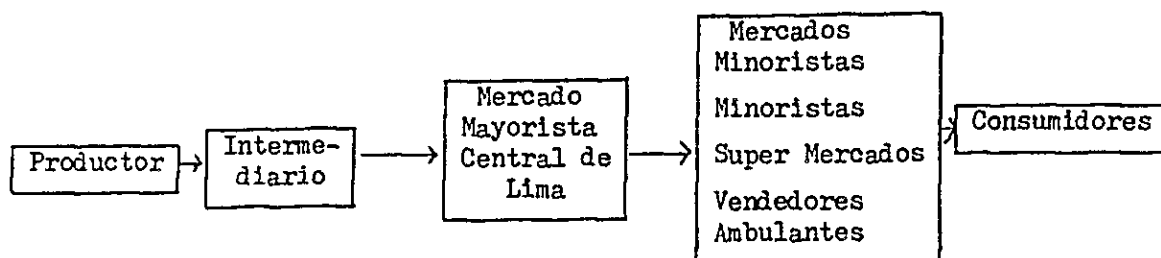 Productor
Interme-
diario
Mercado
Mayorista
Central de
Lima
Mercados
Minoristas
Minoristas
Super Mercados
Vendedores
Ambulantes
Consumidores